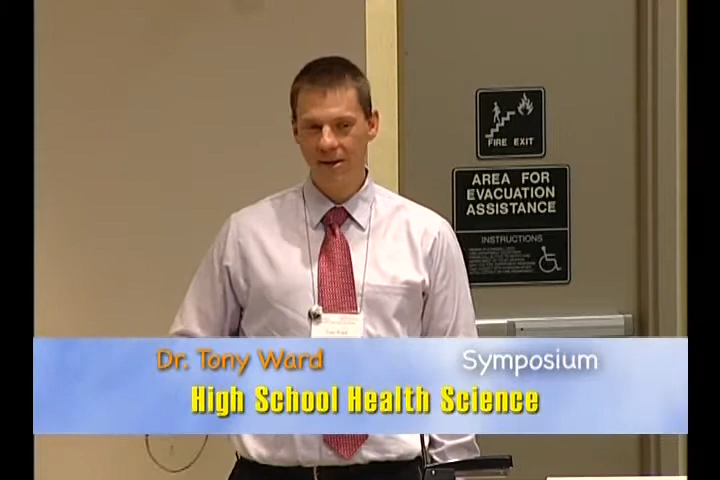 FIRE EXIT
AREA FOR
EVACUATION
ASSISTANCE
INSTRUCTIONS
Dr. Tony Ward
Symposium
High School Health Science